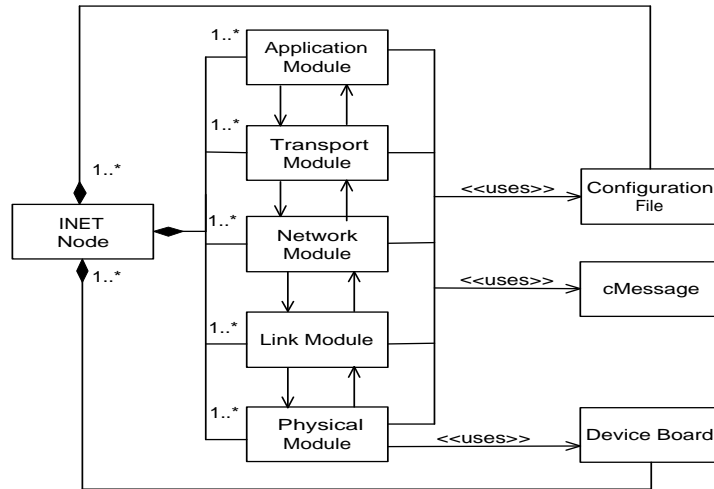 1..*
Application
Module
1..*
Transport
Module
1..*
<<uses>>
Configuration
File
INET
Node
1..*
Network
Module
1..*
<<uses>>
cMessage
1..*
Link Module
1..*
Physical
Module
<<uses>>
Device Board